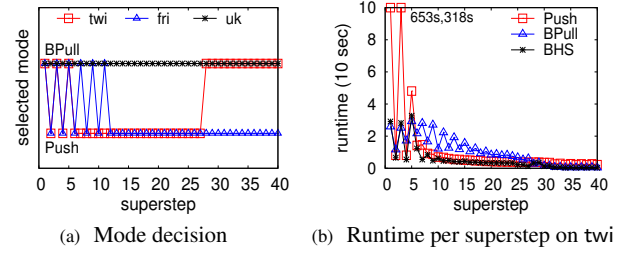 twi fri uk
BPull
Push
selected mode
0 5 10 15 20 25 30 35 40
superstep
(a) Mode decision
653s,318s
Push
BPull
BHS
10
8
6
4
2
0
runtime (10 sec)
0 5 10 15 20 25 30 35 40
superstep
(b) Runtime per superstep on twi